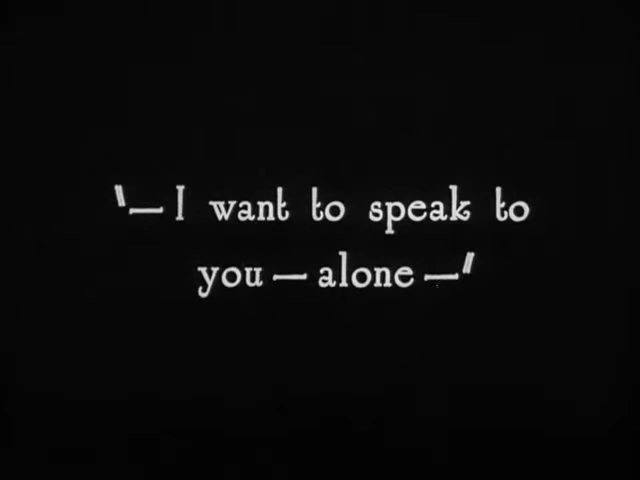 "—I want to speak to
you — alone —"